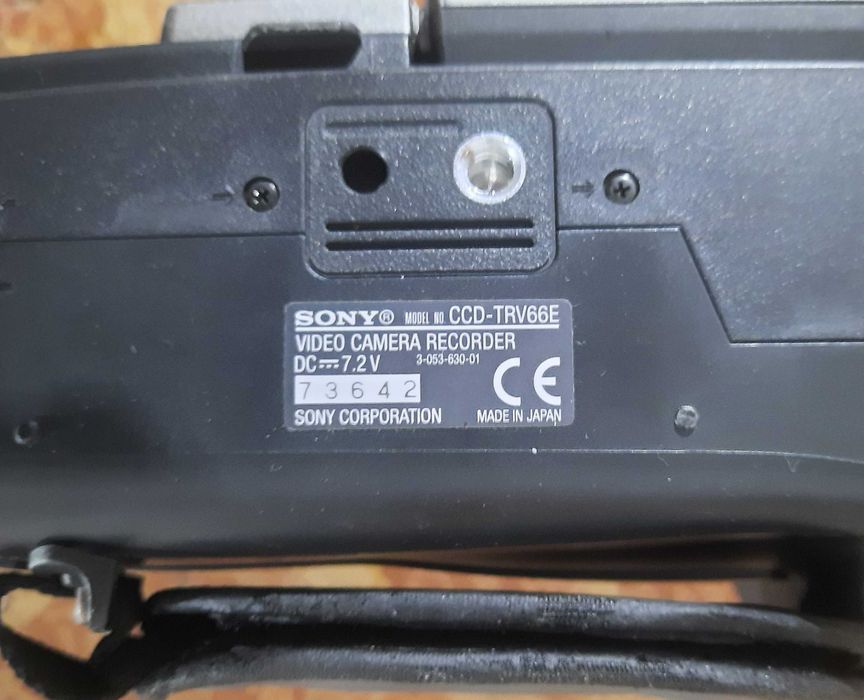 SONY® MODEL NO. CCD-TRV66E
VIDEO CAMERA RECORDER
DC⎓7.2 V 3-053-630-01
73642 CE
SONY CORPORATION MADE IN JAPAN